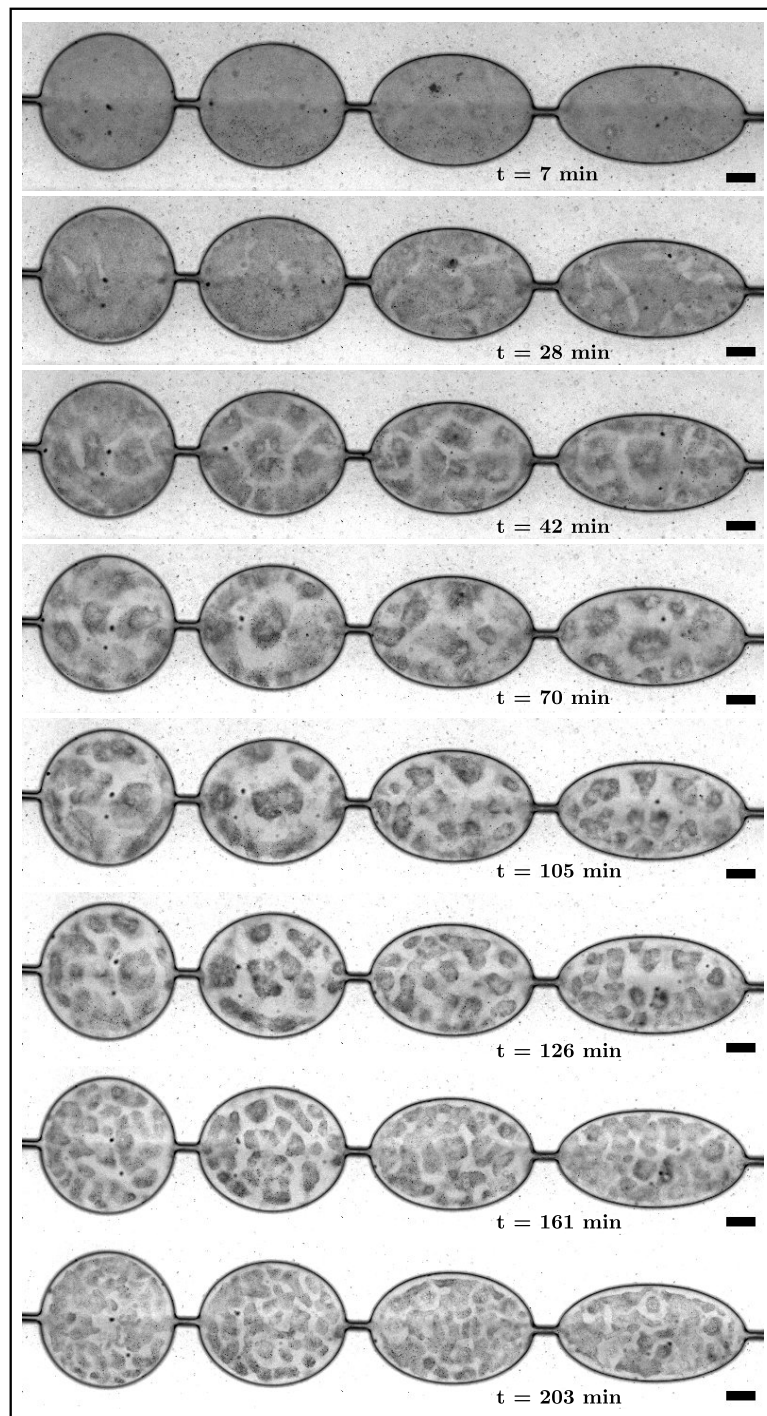 t = 7 min
t = 28 min
t = 42 min
t = 70 min
t = 105 min
t = 126 min
t = 161 min
t = 203 min